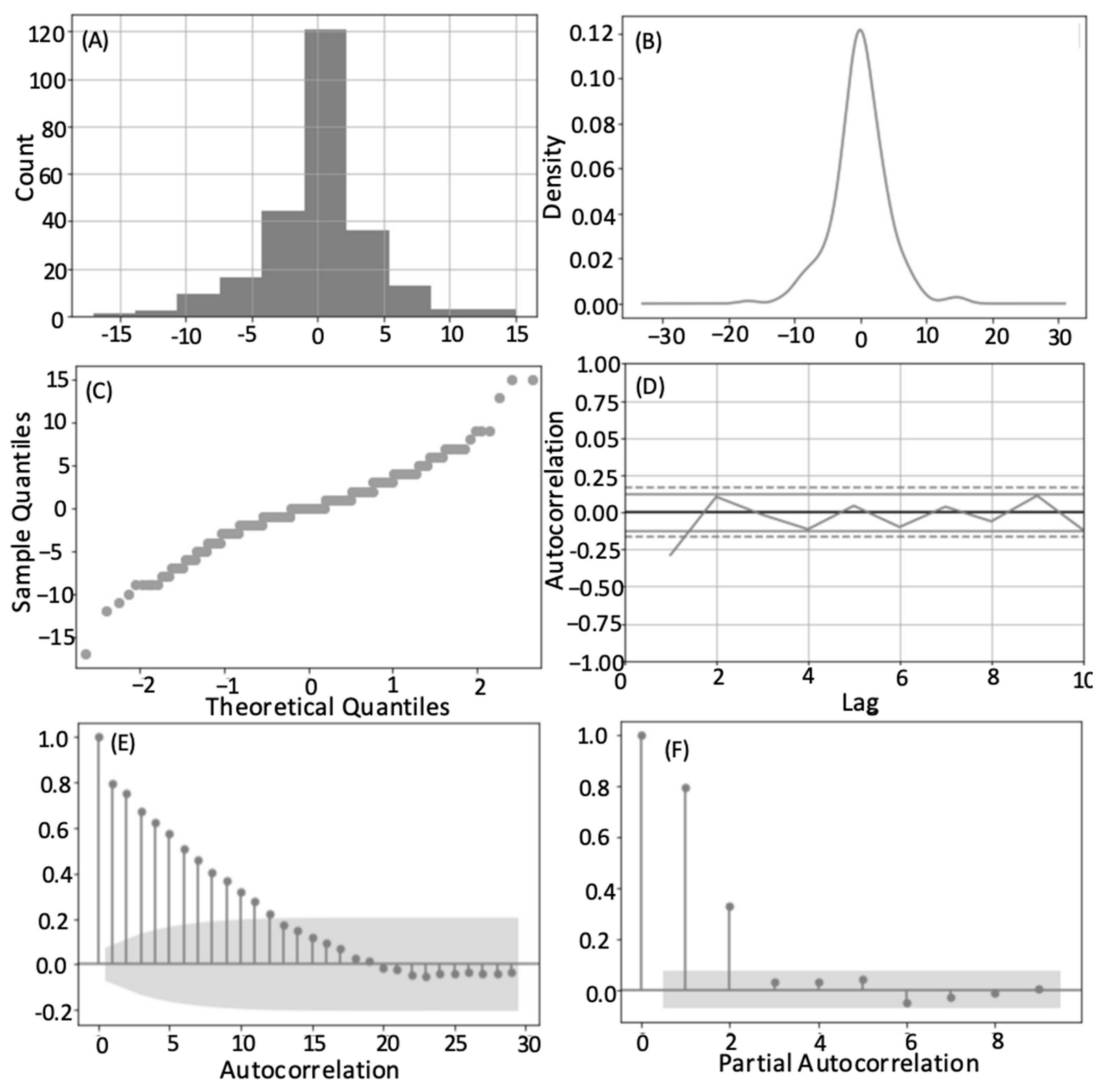 (A)
120
100
80
60
40
20
0
Count
-15 -10 -5 0 5 10 15
(B)
0.12
0.10
0.08
0.06
0.04
0.02
0.00
Density
−30 −20 −10 0 10 20 30
(C)
15
10
5
0
−5
−10
−15
Sample Quantiles
−2 −1 0 1 2
Theoretical Quantiles
(D)
1.00
0.75
0.05
0.25
0.00
−0.25
−0.50
−0.75
−1.00
Autocorrelation
0 2 4 6 8 10
Lag
(E)
1.0
0.8
0.6
0.4
0.2
0.0
-0.2
0 5 10 15 20 25 30
Autocorrelation
(F)
1.0
0.8
0.6
0.4
0.2
0.0
0 2 4 6 8
Partial Autocorrelation